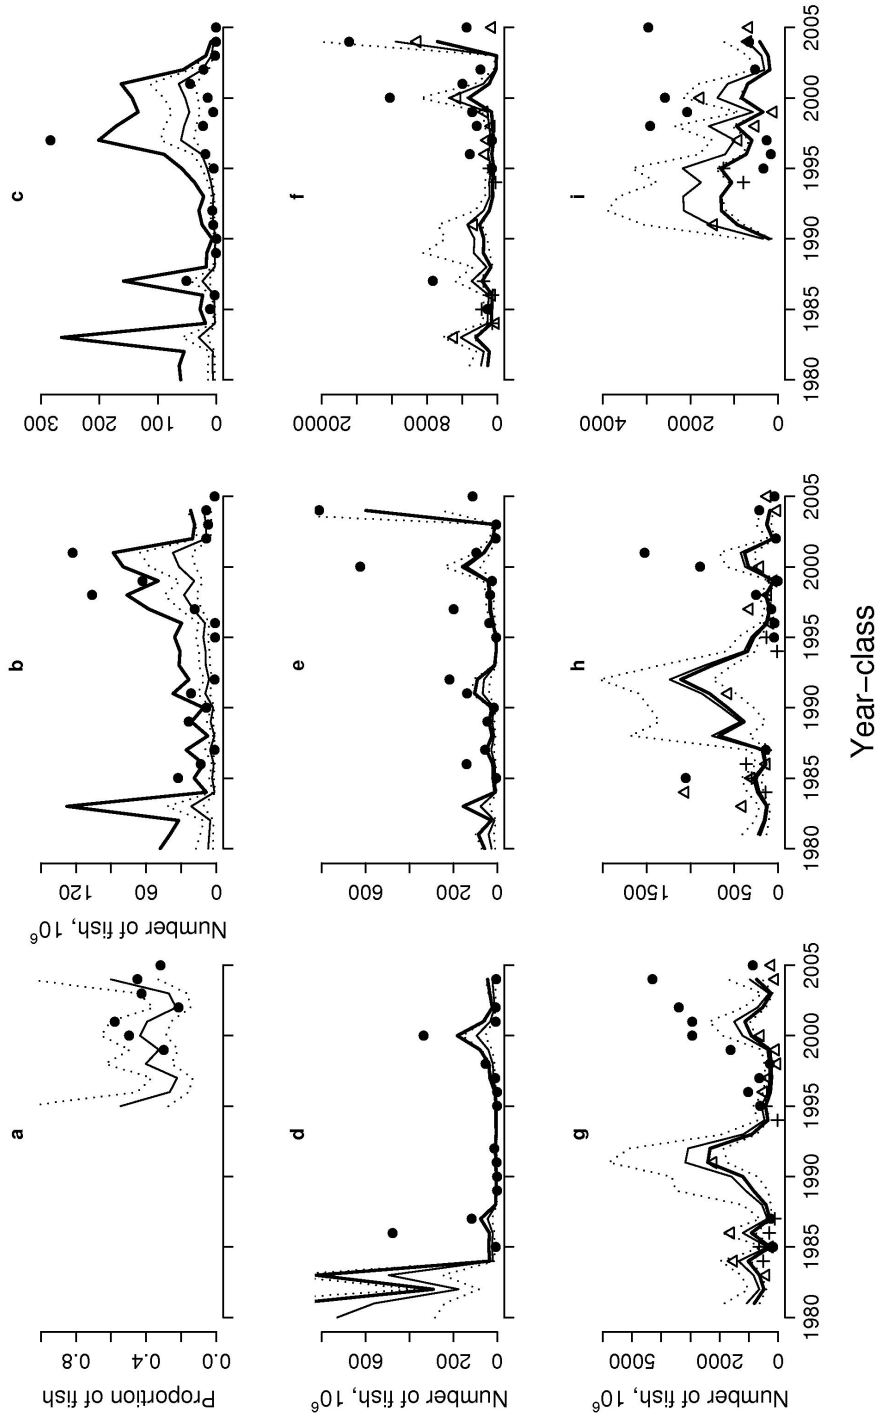 a
b
c
Proportion of fish
0.0 0.4 0.8
Number of fish, 10⁶
0 60 120
0 100 200 300
d
e
f
Number of fish, 10⁶
0 200 600
0 200 600
0 8000 20000
g
h
i
Number of fish, 10⁶
0 2000 5000
0 500 1500
0 2000 4000
1980 1985 1990 1995 2000 2005
1980 1985 1990 1995 2000 2005
1980 1985 1990 1995 2000 2005
Year−class